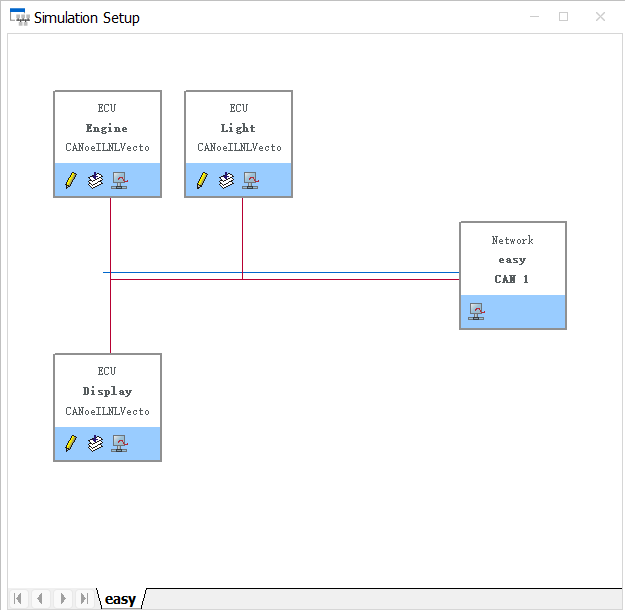 Simulation Setup
ECU
Engine
CANoeILNLVecto
ECU
Light
CANoeILNLVecto
Network
easy
CAN 1
ECU
Display
CANoeILNLVecto
easy